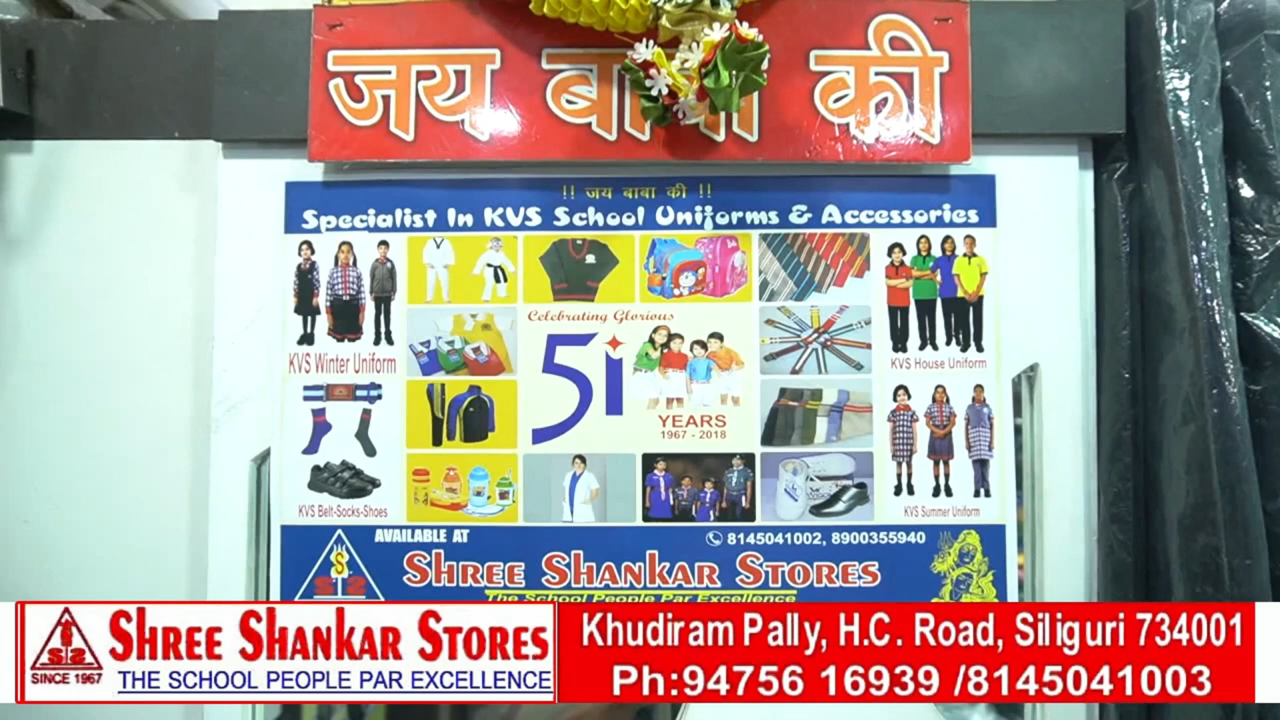 जय बाबा की
!! जय बाबा की !!
Specialist In KVS School Uniforms & Accessories
KVS Winter Uniform
KVS House Uniform
Celebrating Glorious
51
YEARS
1967 - 2018
KVS Belt-Socks-Shoes
KVS Summer Uniform
AVAILABLE AT
8145041002, 8900355940
SHREE SHANKAR STORES
The School People Par Excellence
SHREE SHANKAR STORES
SINCE 1967
THE SCHOOL PEOPLE PAR EXCELLENCE
Khudiram Pally, H.C. Road, Siliguri 734001
Ph:94756 16939 /8145041003